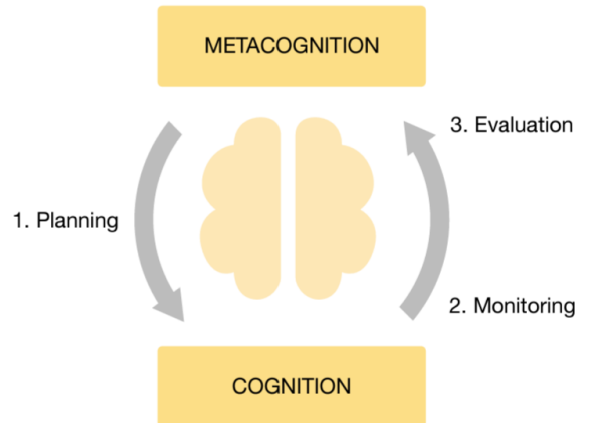 METACOGNITION
3. Evaluation
1. Planning
2. Monitoring
COGNITION